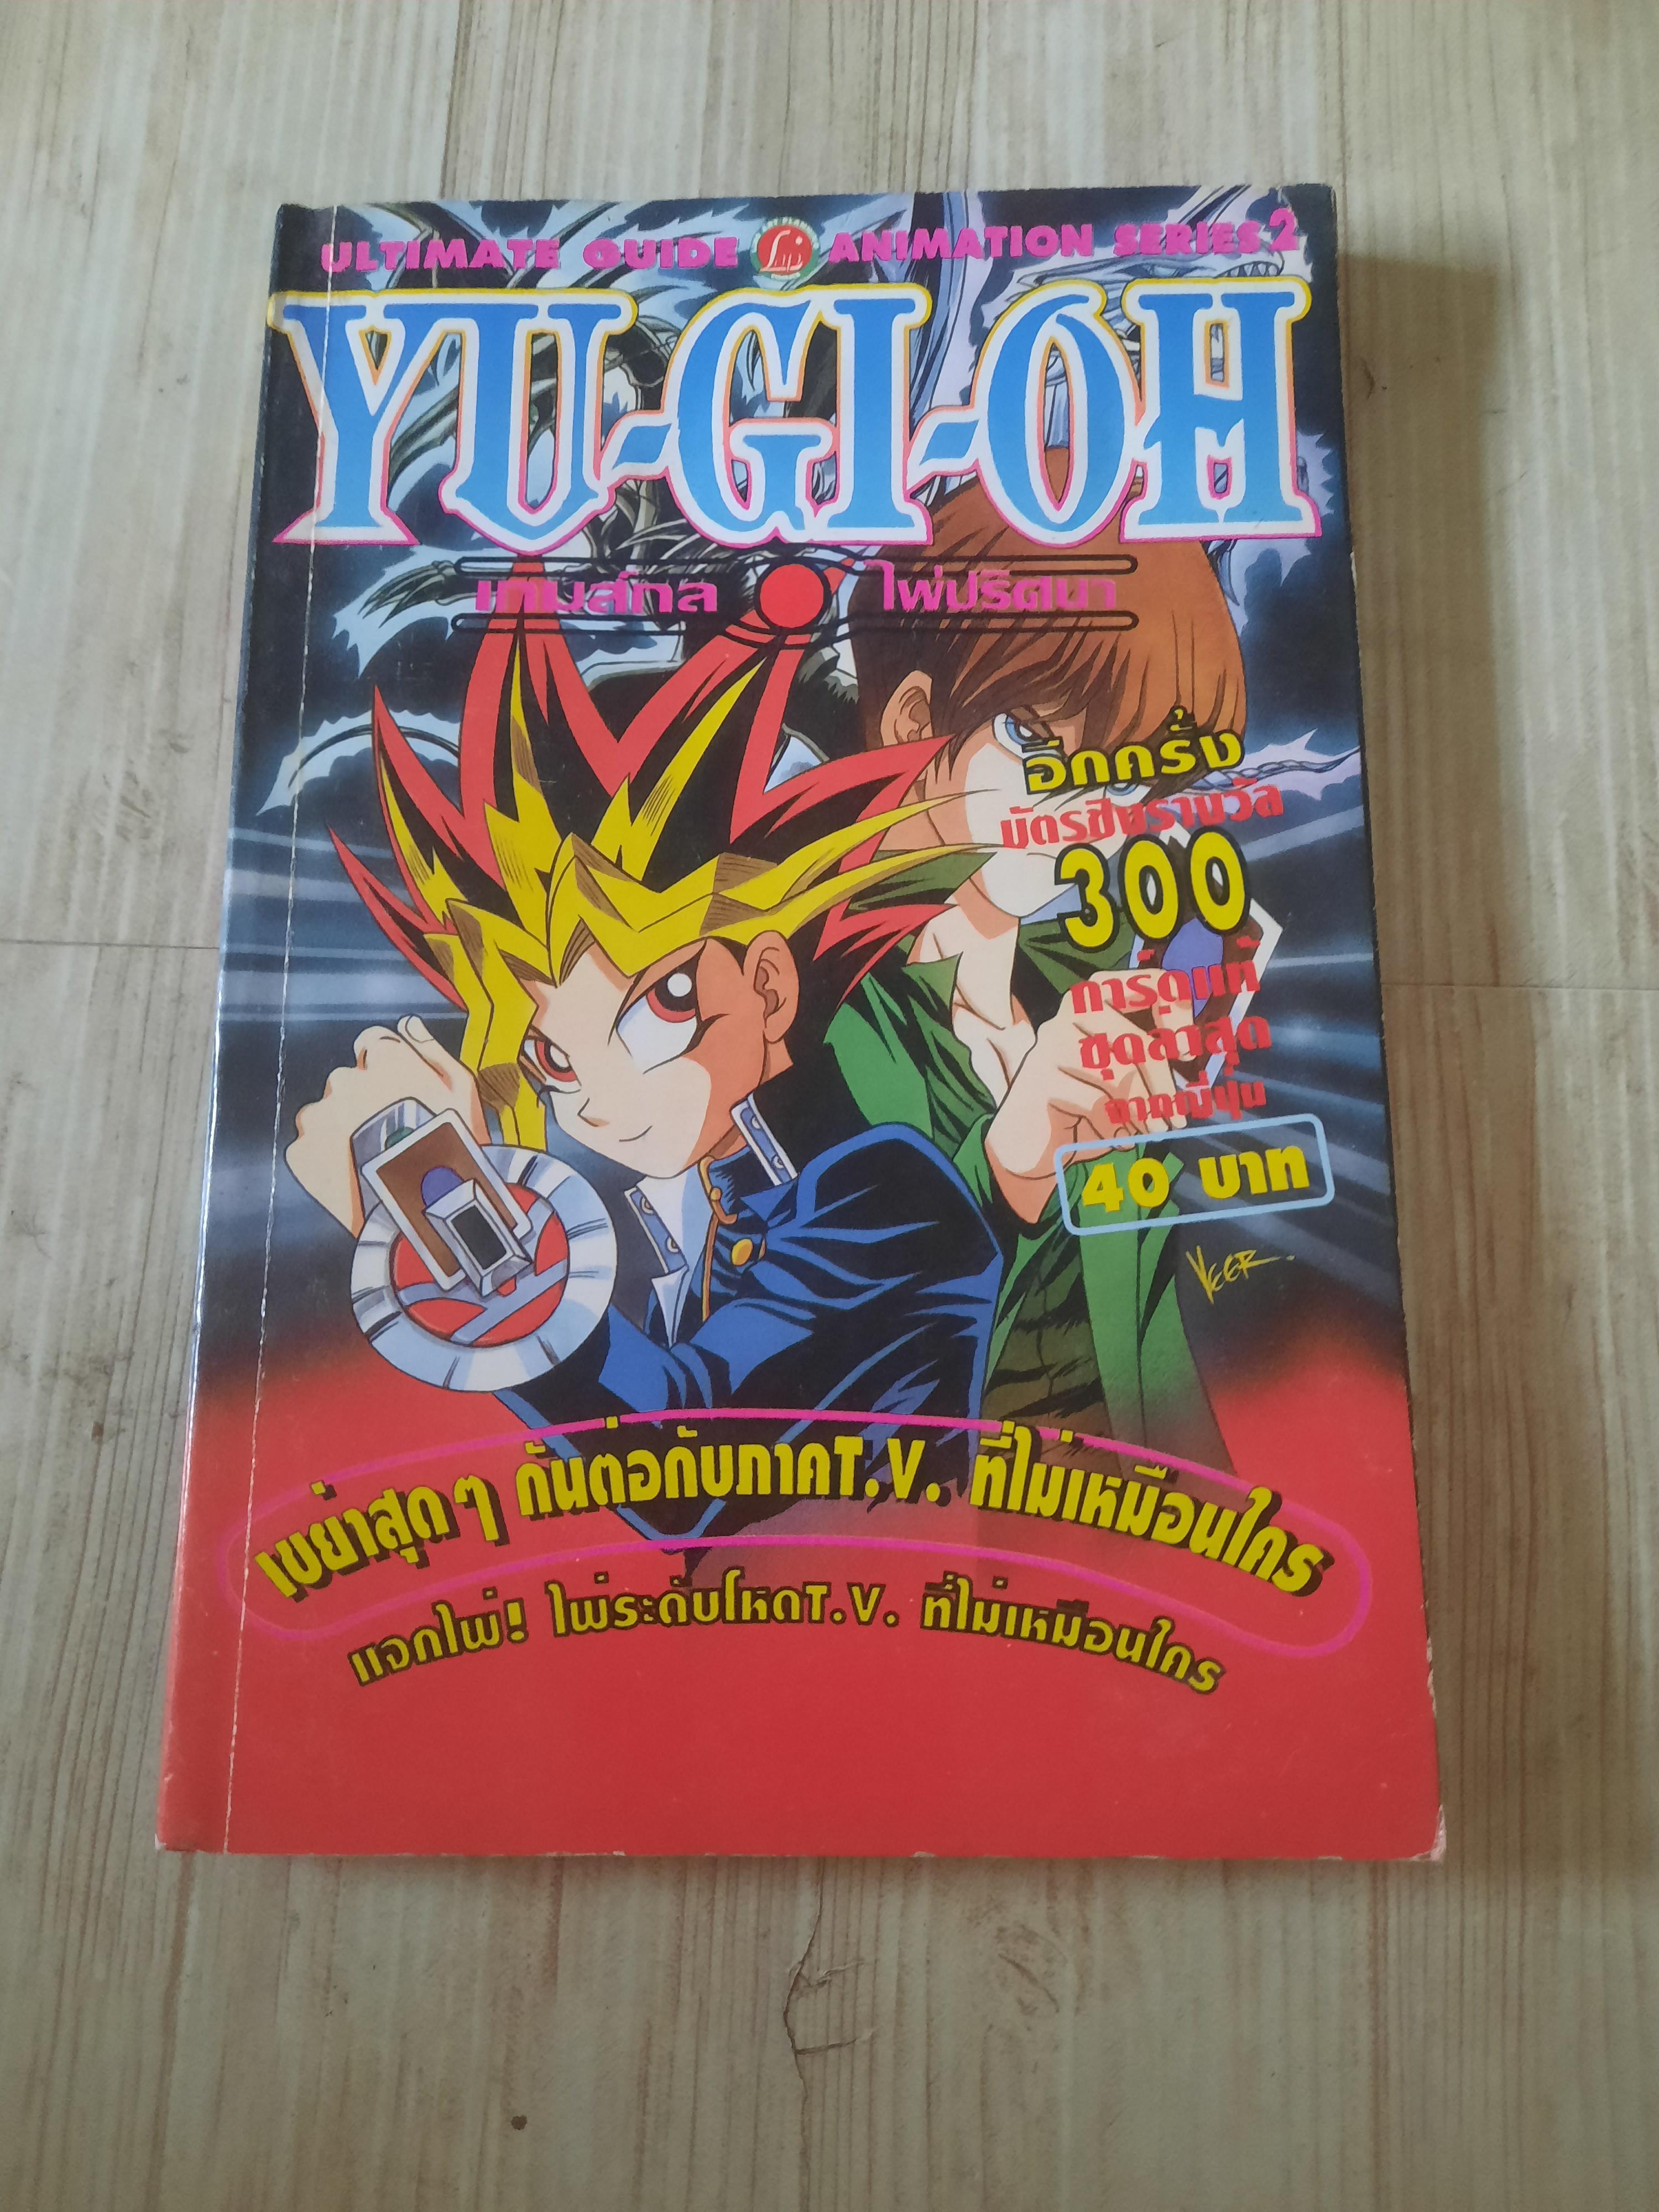 ULTIMATE GUIDE ANIMATION SERIES 2
YU-GI-OH
เกมส์กล ไพ่ปริศนา
อีกครั้ง
บัตรชิงรางวัล
300
การ์ดแท้
ชุดล่าสุด
จากญี่ปุ่น
40 บาท
VEER.
เขย่าสุดๆ กันต่อกับภาคT.V. ที่ไม่เหมือนใคร
แจกไพ่! ไพ่ระดับโหดT.V. ที่ไม่เหมือนใคร